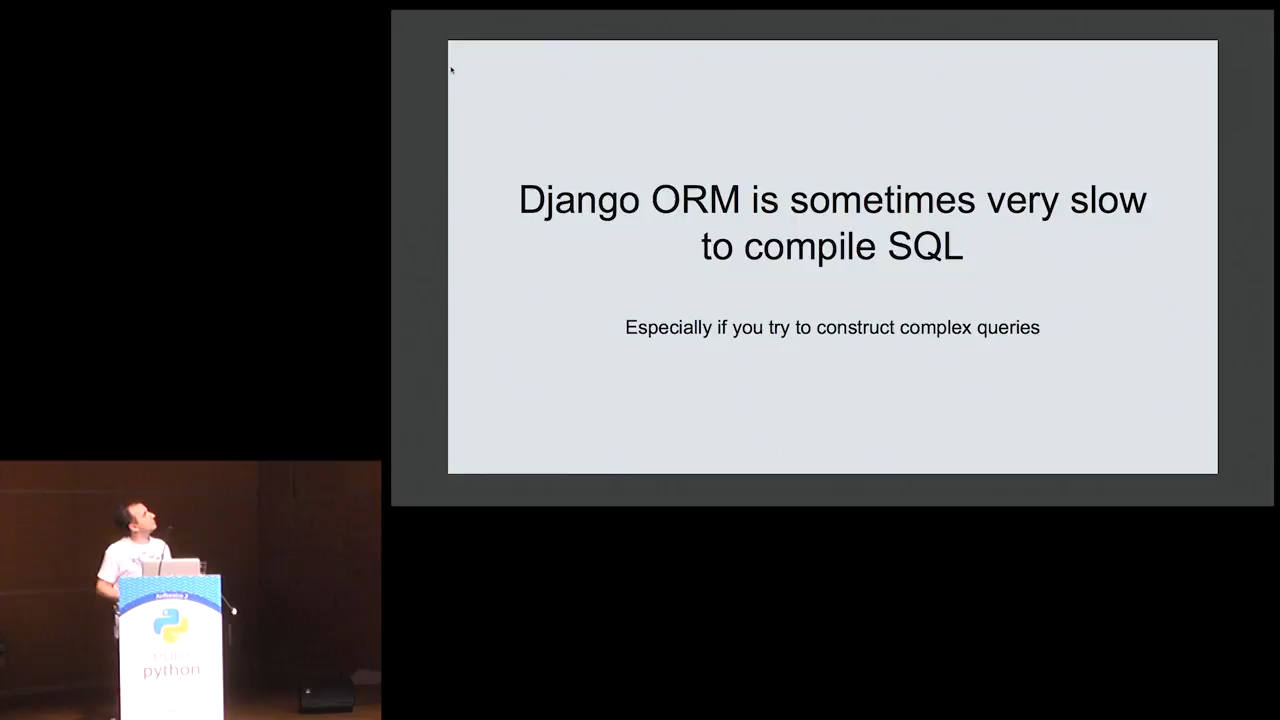 Django ORM is sometimes very slow
to compile SQL
Especially if you try to construct complex queries
python